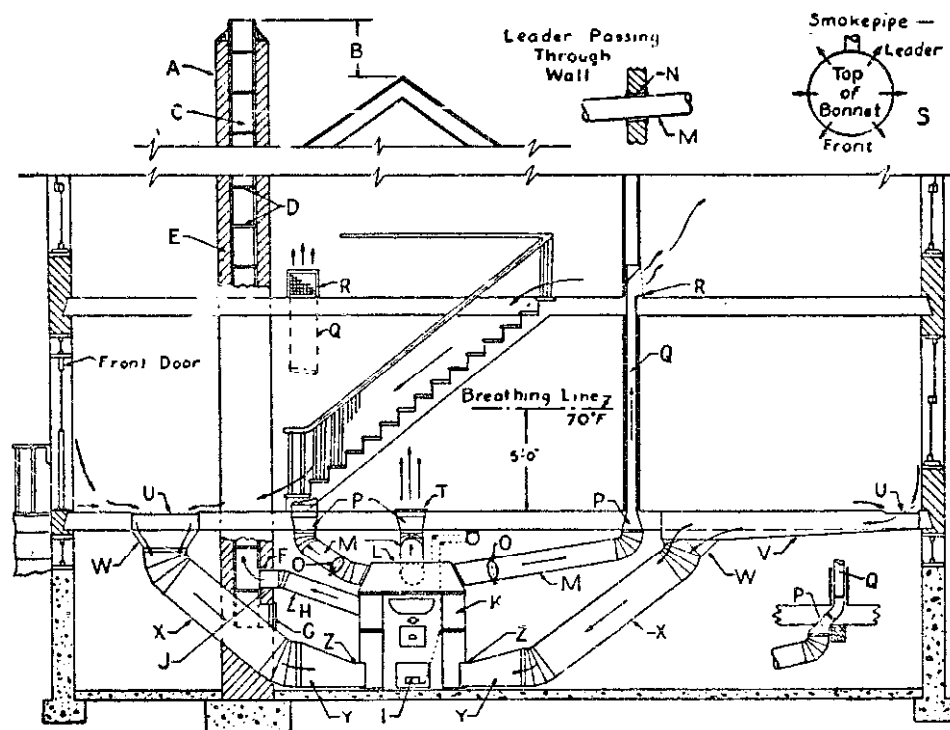 Smokepipe —
Leader Passing
Through
Wall
Leader
Top
of
Bonnet
Front
S
A
B
C
N
M
D
E
R
Q
R
Q
Front Door
Breathing Line
70°F
5'-0"
U
P
T
P
U
W
M
L
O
O
M
V
W
F
O
H
K
G
J
X
Z
Z
X
Y
I
Y
Q
P